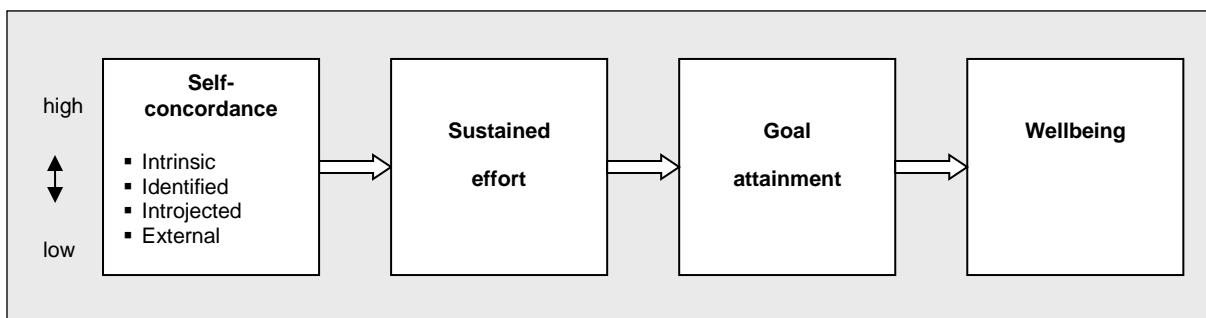 high
low
Self-
concordance
▪ Intrinsic
▪ Identified
▪ Introjected
▪ External
Sustained
effort
Goal
attainment
Wellbeing